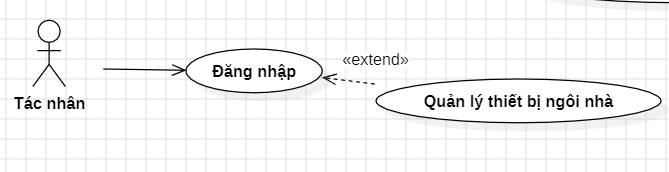 «extend»
Đăng nhập
Quản lý thiết bị ngôi nhà
Tác nhân